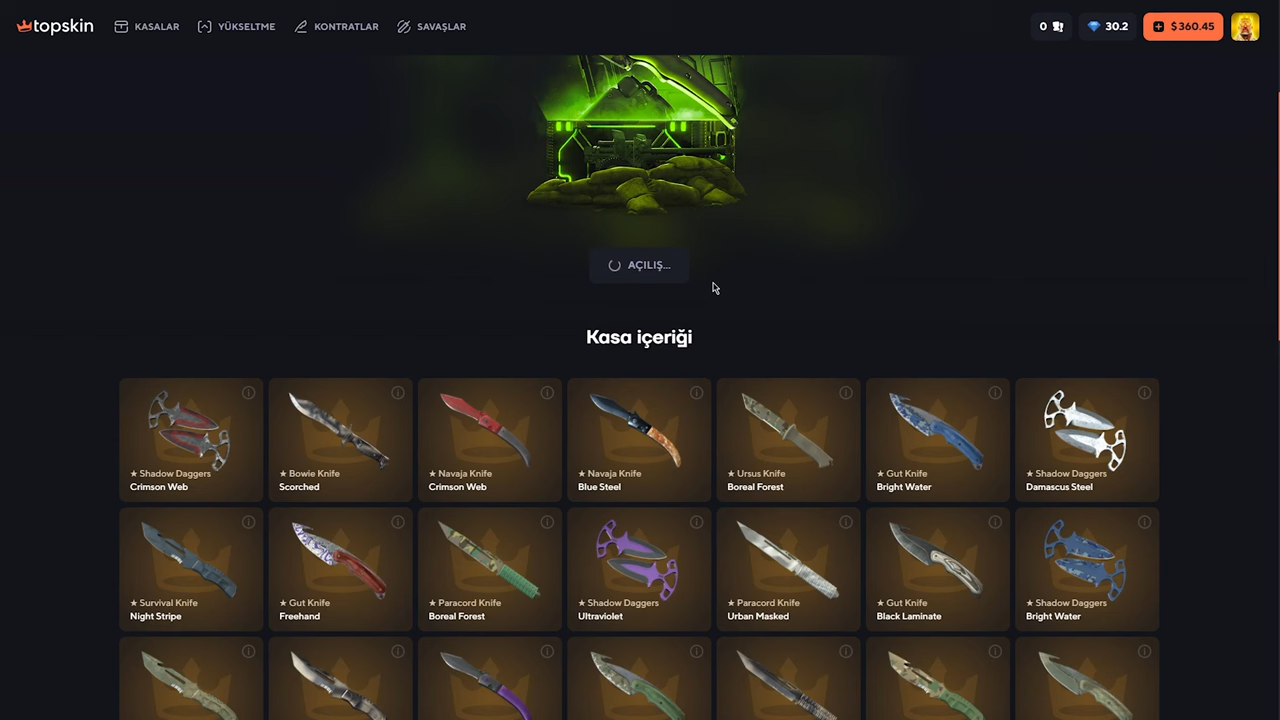 topskin
KASALAR
YÜKSELTME
KONTRATLAR
SAVAŞLAR
0
30.2
$360.45
AÇILIŞ...
Kasa içeriği
★ Shadow Daggers
Crimson Web
★ Bowie Knife
Scorched
★ Navaja Knife
Crimson Web
★ Navaja Knife
Blue Steel
★ Ursus Knife
Boreal Forest
★ Gut Knife
Bright Water
★ Shadow Daggers
Damascus Steel
★ Survival Knife
Night Stripe
★ Gut Knife
Freehand
★ Paracord Knife
Boreal Forest
★ Shadow Daggers
Ultraviolet
★ Paracord Knife
Urban Masked
★ Gut Knife
Black Laminate
★ Shadow Daggers
Bright Water